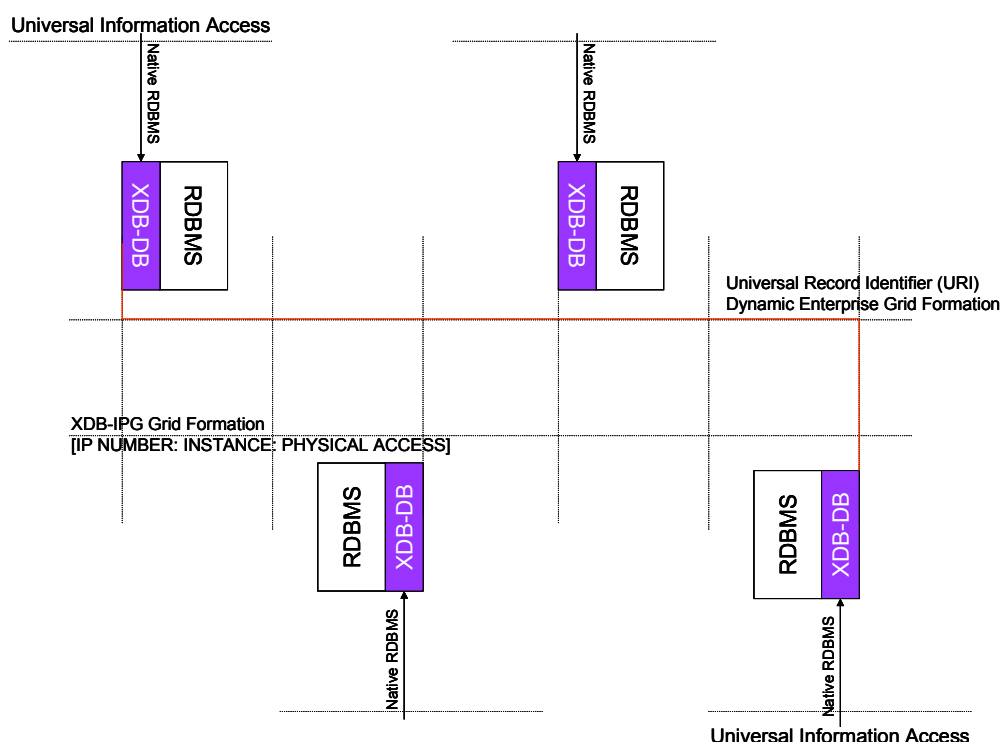 Universal Information Access
Native RDBMS
Native RDBMS
XDB-DB
RDBMS
XDB-DB
RDBMS
Universal Record Identifier (URI)
Dynamic Enterprise Grid Formation
XDB-IPG Grid Formation
[IP NUMBER: INSTANCE: PHYSICAL ACCESS]
RDBMS
XDB-DB
RDBMS
XDB-DB
Native RDBMS
Native RDBMS
Universal Information Access